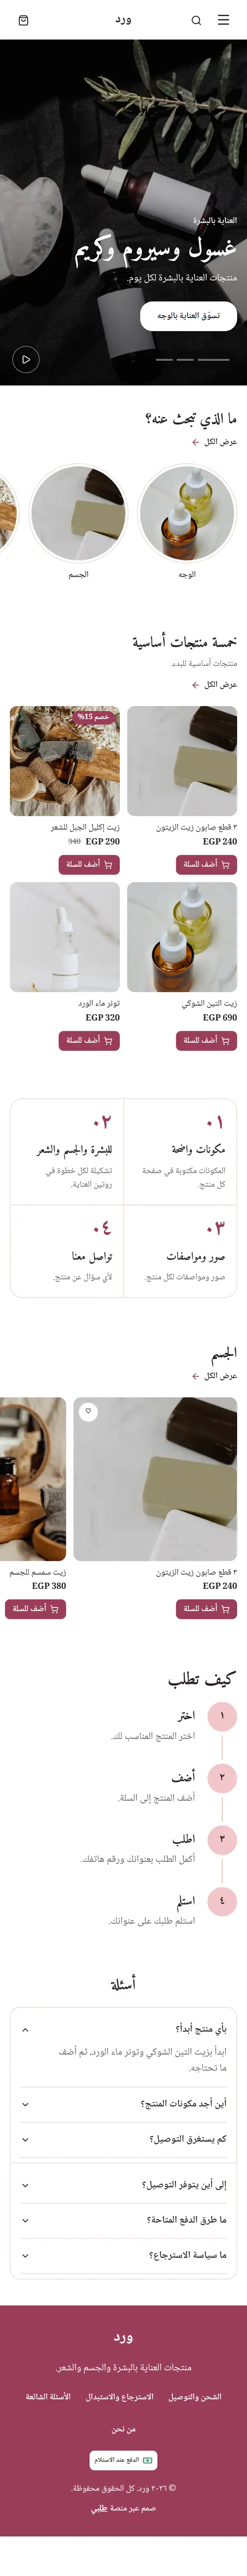 ورد
العناية بالبشرة
غسول وسيروم وكريم
منتجات العناية بالبشرة لكل يوم.
تسوّق العناية بالوجه
ما الذي تبحث عنه؟
عرض الكل
الوجه
الجسم
خمسة منتجات أساسية
منتجات أساسية للبدء.
عرض الكل
خصم 15%
٣ قطع صابون زيت الزيتون
EGP 240
أضف للسلة
زيت إكليل الجبل للشعر
EGP 290 340
أضف للسلة
زيت التين الشوكي
EGP 690
أضف للسلة
تونر ماء الورد
EGP 320
أضف للسلة
٠١
مكونات واضحة
المكونات مكتوبة في صفحة
كل منتج.
٠٢
للبشرة والجسم والشعر
تشكيلة لكل خطوة في
روتين العناية.
٠٣
صور ومواصفات
صور ومواصفات لكل منتج.
٠٤
تواصل معنا
لأي سؤال عن منتج.
الجسم
عرض الكل
٣ قطع صابون زيت الزيتون
EGP 240
أضف للسلة
زيت سمسم للجسم
EGP 380
أضف للسلة
كيف تطلب
١
اختر
اختر المنتج المناسب لك.
٢
أضف
أضف المنتج إلى السلة.
٣
اطلب
أكمل الطلب بعنوانك ورقم هاتفك.
٤
استلم
استلم طلبك على عنوانك.
أسئلة
بأي منتج أبدأ؟
ابدأ بزيت التين الشوكي وتونر ماء الورد، ثم أضف
ما تحتاجه.
أين أجد مكونات المنتج؟
كم يستغرق التوصيل؟
إلى أين يتوفر التوصيل؟
ما طرق الدفع المتاحة؟
ما سياسة الاسترجاع؟
ورد
منتجات العناية بالبشرة والجسم والشعر.
الشحن والتوصيل الاسترجاع والاستبدال الأسئلة الشائعة
من نحن
الدفع عند الاستلام
© ٢٠٢٦ ورد. كل الحقوق محفوظة.
صمم عبر منصة طلبي